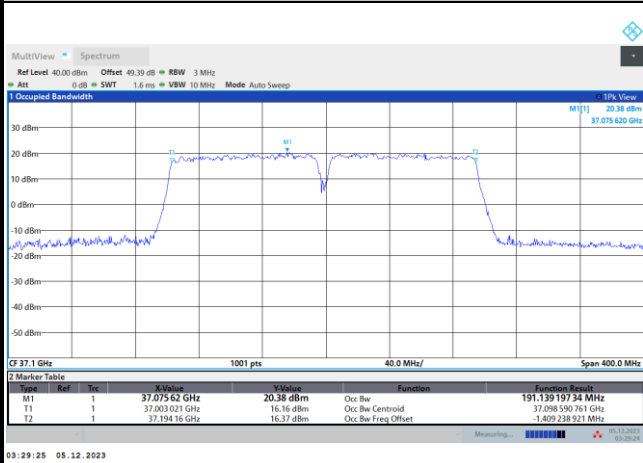 MultiView Spectrum
Ref Level 40.00 dBm Offset 49.39 dB RBW 3 MHz
Att 0 dB SWT 1.6 ms VBW 10 MHz Mode Auto Sweep
1 Occupied Bandwidth 1Pk View
M1[1] 20.38 dBm
37.075 620 GHz
30 dBm
M1
T1 T2
20 dBm
10 dBm
0 dBm
-10 dBm
-20 dBm
-30 dBm
-40 dBm
-50 dBm
CF 37.1 GHz 1001 pts 40.0 MHz/ Span 400.0 MHz
2 Marker Table
Type Ref Trc X-Value Y-Value Function Function Result
M1 1 37.075 62 GHz 20.38 dBm Occ Bw 191.139 197 34 MHz
T1 1 37.003 021 GHz 16.16 dBm Occ Bw Centroid 37.098 590 761 GHz
T2 1 37.194 16 GHz 16.37 dBm Occ Bw Freq Offset -1.409 238 921 MHz
Measuring... 05.12.2023
03:29:24
03:29:25 05.12.2023